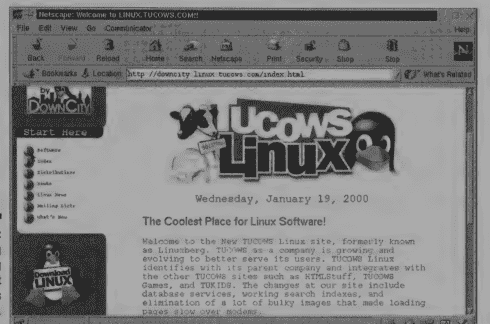 Netscape: Welcome to LINUX.TUCOWS.COM!!
File Edit View Go Communicator Help
Back Forward Reload Home Search Netscape Print Security Shop Stop
Bookmarks Location: http://downcity.linux.tucows.com/index.html What's Related
by
DOWNCITY
Start Here
Software
Distributions
Linux News
Mailing Lists
What's New
Download
LINUX
TUCOWS
Linux
Wednesday, January 19, 2000
The Coolest Place for Linux Software!
Welcome to the New TUCOWS Linux site, formerly known
as Linuxberg. TUCOWS as a company is growing and
evolving to better serve its users. TUCOWS Linux
identifies with its parent company and integrates with
the other TUCOWS sites such as HTMLStuff, TUCOWS
Games, and TUKIDS. The changes at our site include
database services, working search indexes, and
elimination of a lot of bulky images that made loading
pages slow over modems.